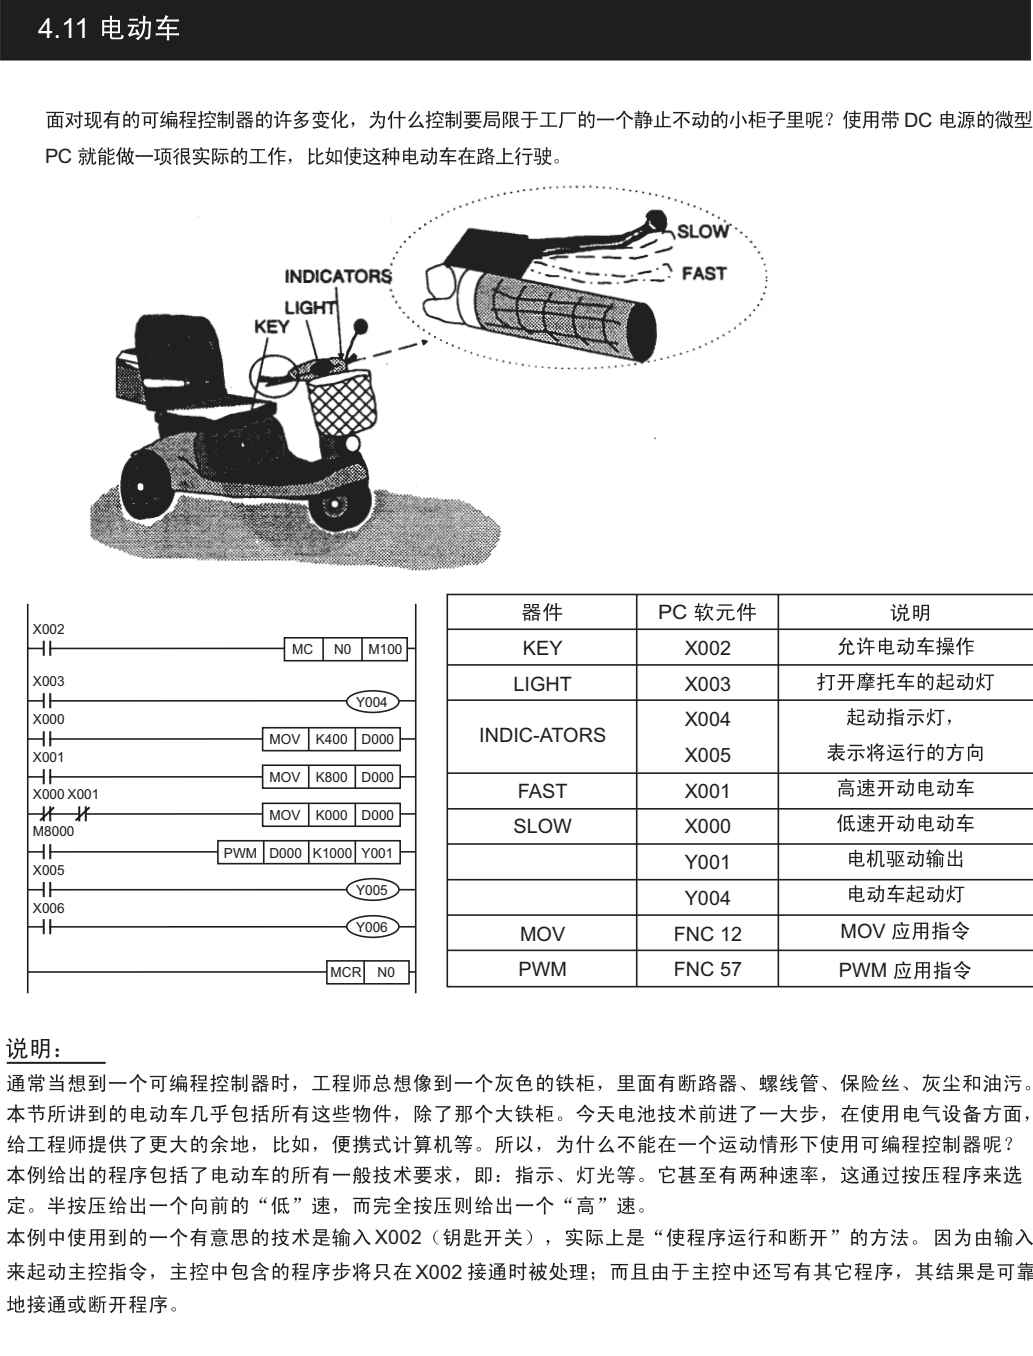 4.11 电动车
面对现有的可编程控制器的许多变化，为什么控制要局限于工厂的一个静止不动的小柜子里呢？使用带 DC 电源的微型
PC 就能做一项很实际的工作，比如使这种电动车在路上行驶。
SLOW
FAST
INDICATORS
LIGHT
KEY
X002
MC N0 M100
X003
Y004
X000
MOV K400 D000
X001
MOV K800 D000
X000 X001
MOV K000 D000
M8000
PWM D000 K1000 Y001
X005
Y005
X006
Y006
MCR N0
器件 PC 软元件 说明
KEY X002 允许电动车操作
LIGHT X003 打开摩托车的起动灯
INDIC-ATORS X004 起动指示灯，
X005 表示将运行的方向
FAST X001 高速开动电动车
SLOW X000 低速开动电动车
Y001 电机驱动输出
Y004 电动车起动灯
MOV FNC 12 MOV 应用指令
PWM FNC 57 PWM 应用指令
说明：
通常当想到一个可编程控制器时，工程师总想像到一个灰色的铁柜，里面有断路器、螺线管、保险丝、灰尘和油污。
本节所讲到的电动车几乎包括所有这些物件，除了那个大铁柜。今天电池技术前进了一大步，在使用电气设备方面，
给工程师提供了更大的余地，比如，便携式计算机等。所以，为什么不能在一个运动情形下使用可编程控制器呢？
本例给出的程序包括了电动车的所有一般技术要求，即：指示、灯光等。它甚至有两种速率，这通过按压程序来选
定。半按压给出一个向前的“低”速，而完全按压则给出一个“高”速。
本例中使用到的一个有意思的技术是输入 X002（钥匙开关），实际上是“使程序运行和断开”的方法。因为由输入
来起动主控指令，主控中包含的程序步将只在 X002 接通时被处理；而且由于主控中还写有其它程序，其结果是可靠
地接通或断开程序。